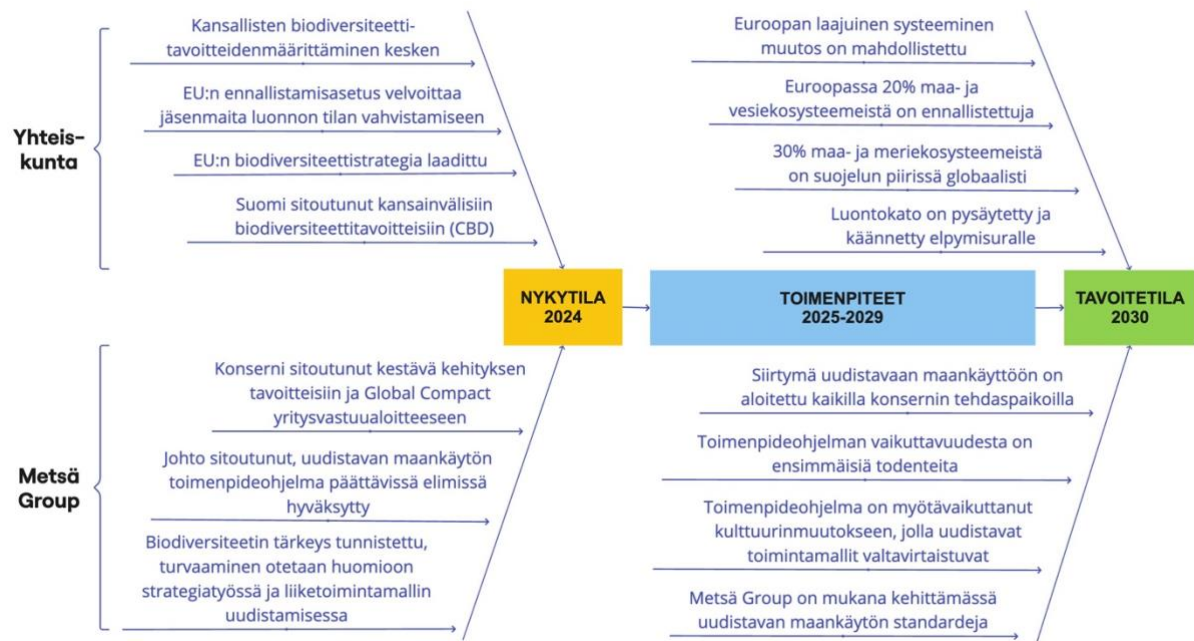 Yhteis-
kunta
Kansallisten biodiversiteetti-
tavoitteidenmäärittäminen kesken
EU:n ennallistamisasetus velvoittaa
jäsenmaita luonnon tilan vahvistamiseen
EU:n biodiversiteettistrategia laadittu
Suomi sitoutunut kansainvälisiin
biodiversiteettitavoitteisiin (CBD)
Euroopan laajuinen systeeminen
muutos on mahdollistettu
Euroopassa 20% maa- ja
vesiekosysteemeistä on ennallistettuja
30% maa- ja meriekosysteemeistä
on suojelun piirissä globaalisti
Luontokato on pysäytetty ja
käännetty elpymisuralle
NYKYTILA
2024
TOIMENPITEET
2025-2029
TAVOITETILA
2030
Metsä
Group
Konserni sitoutunut kestävä kehityksen
tavoitteisiin ja Global Compact
yritysvastuualoitteeseen
Johto sitoutunut, uudistavan maankäytön
toimenpideohjelma päättävissä elimissä
hyväksytty
Biodiversiteetin tärkeys tunnistettu,
turvaaminen otetaan huomioon
strategiatyössä ja liiketoimintamallin
uudistamisessa
Siirtymä uudistavaan maankäyttöön on
aloitettu kaikilla konsernin tehdaspaikoilla
Toimenpideohjelman vaikuttavuudesta on
ensimmäisiä todenteita
Toimenpideohjelma on myötävaikuttanut
kulttuurinmuutokseen, jolla uudistavat
toimintamallit valtavirtaistuvat
Metsä Group on mukana kehittämässä
uudistavan maankäytön standardeja